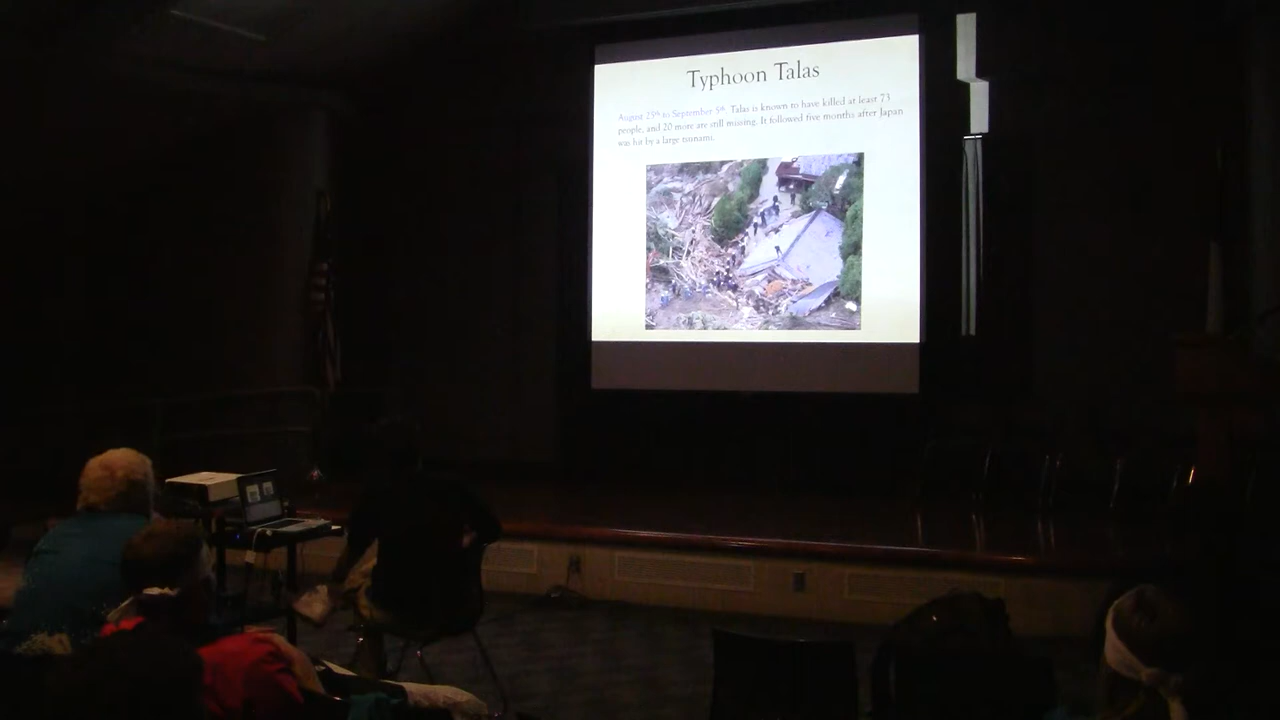 Typhoon Talas
August 25th to September 5th. Talas is known to have killed at least 73
people, and 20 more are still missing. It followed five months after Japan
was hit by a large tsunami.